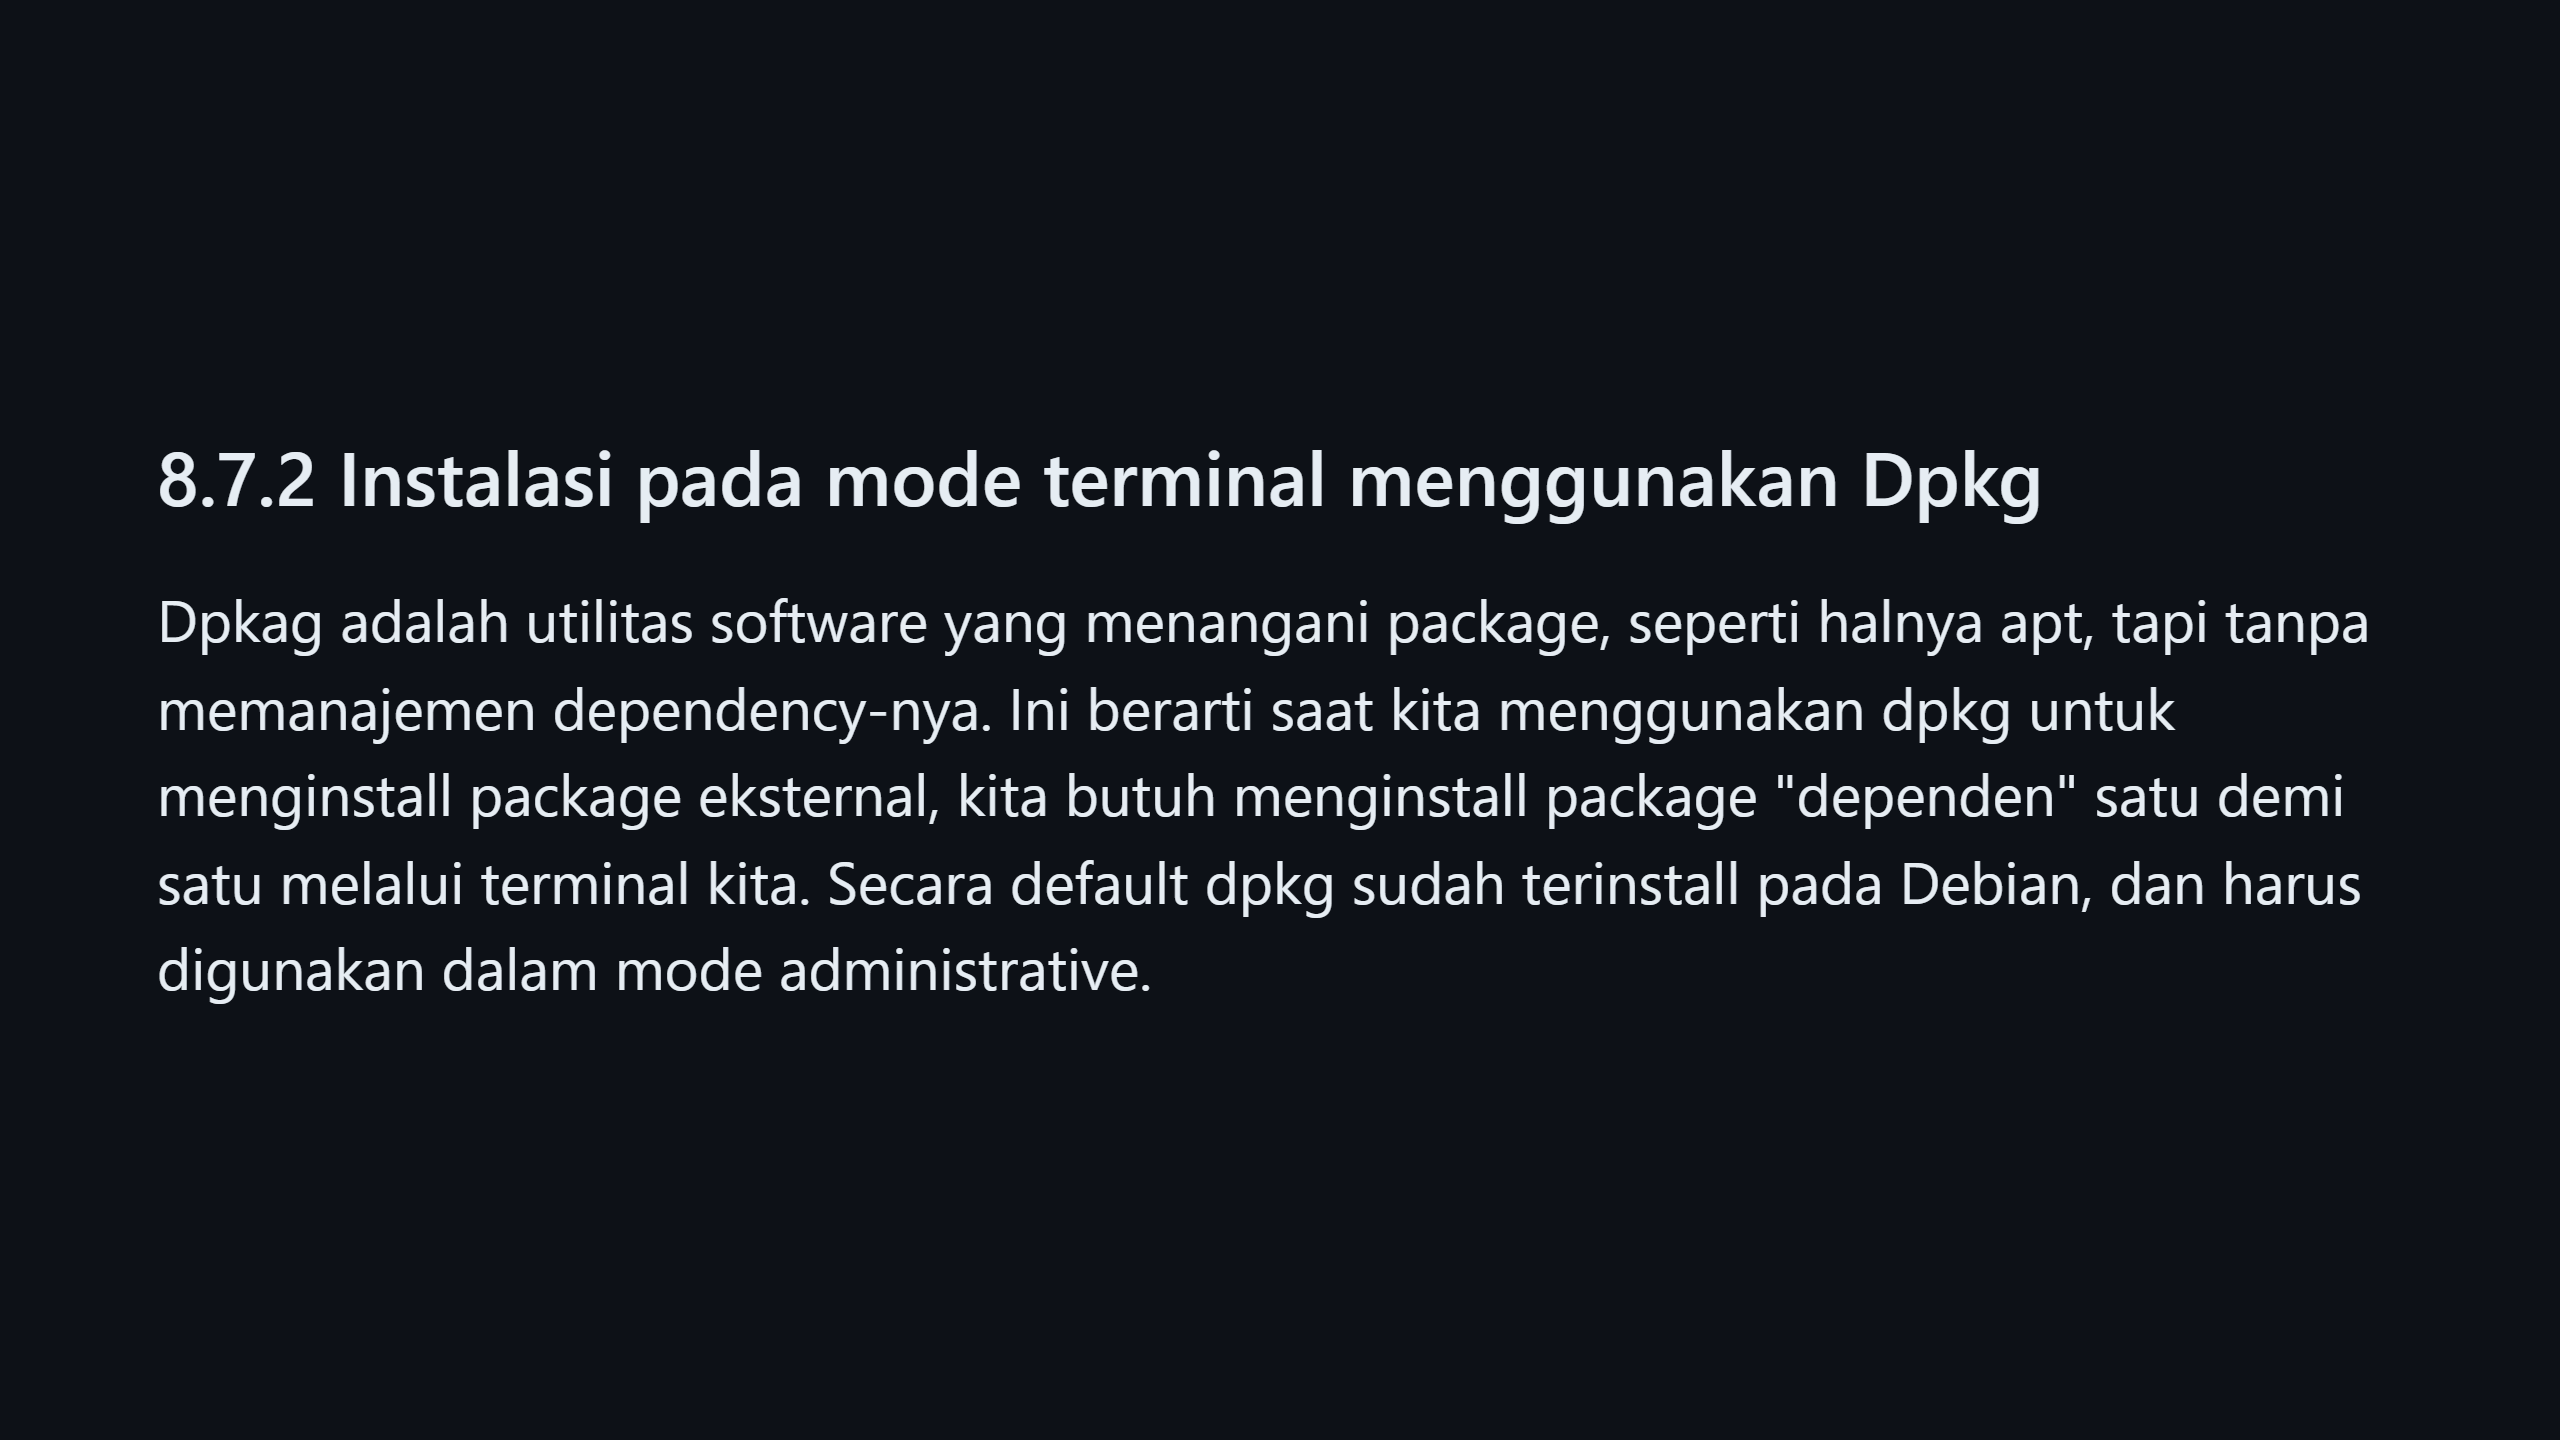 8.7.2 Instalasi pada mode terminal menggunakan Dpkg
Dpkag adalah utilitas software yang menangani package, seperti halnya apt, tapi tanpa
memanajemen dependency-nya. Ini berarti saat kita menggunakan dpkg untuk
menginstall package eksternal, kita butuh menginstall package "dependen" satu demi
satu melalui terminal kita. Secara default dpkg sudah terinstall pada Debian, dan harus
digunakan dalam mode administrative.